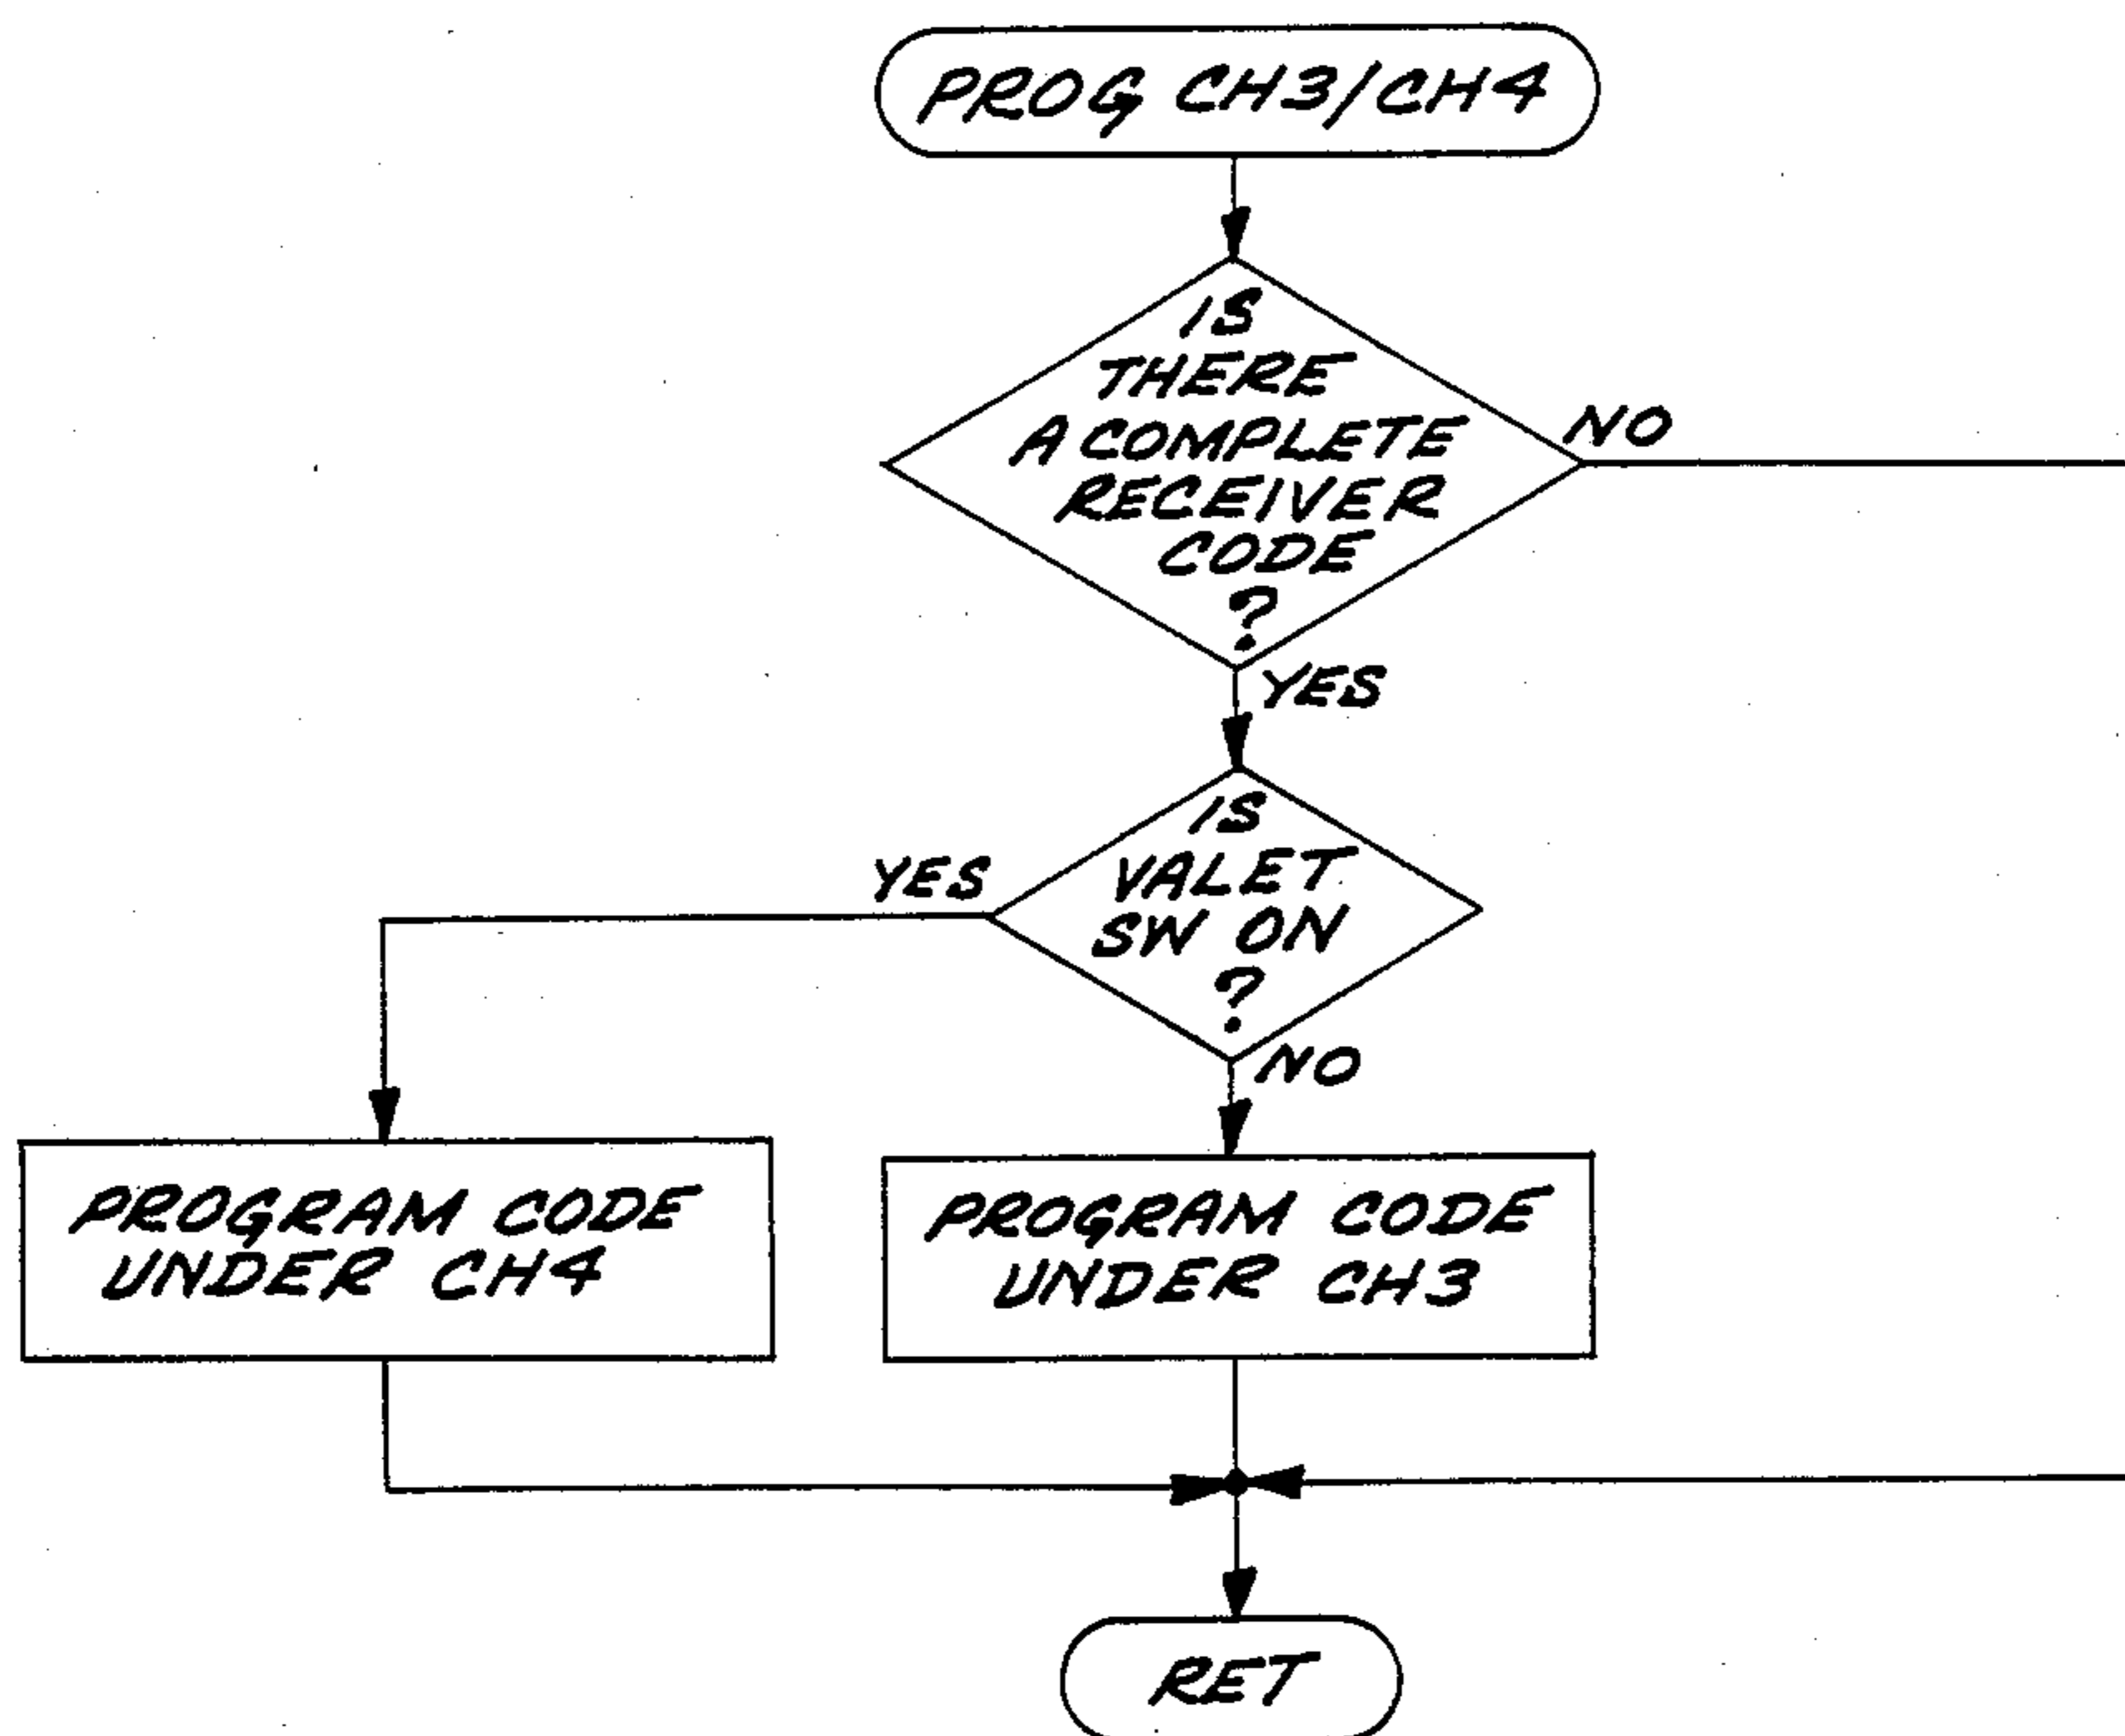 PROG CH3/CH4
IS
THERE
A COMPLETE
RECEIVER
CODE
?
NO
YES
IS
VALET
SW ON
?
YES
NO
PROGRAM CODE
UNDER CH4
PROGRAM CODE
UNDER CH3
RET